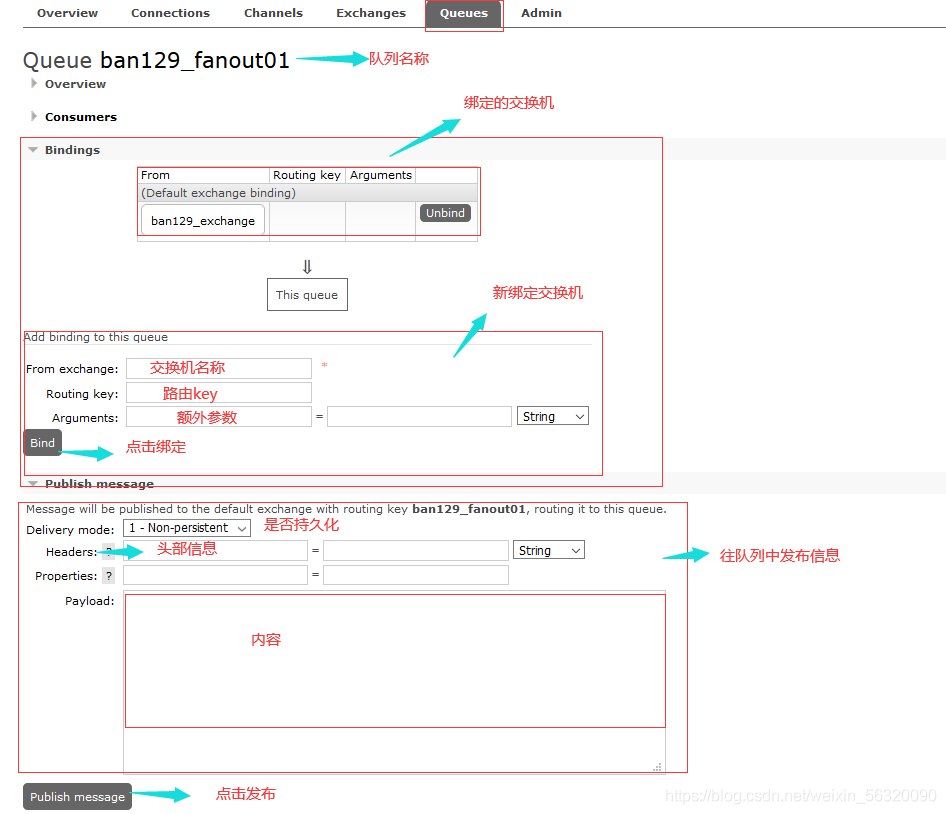 Overview Connections Channels Exchanges Queues Admin
Queue ban129_fanout01 队列名称
Overview
绑定的交换机
Consumers
Bindings
From Routing key Arguments
(Default exchange binding)
ban129_exchange Unbind
⇓
This queue
新绑定交换机
Add binding to this queue
From exchange: 交换机名称 *
Routing key: 路由key
Arguments: 额外参数 = String
Bind 点击绑定
Publish message
Message will be published to the default exchange with routing key ban129_fanout01, routing it to this queue.
Delivery mode: 1 - Non-persistent 是否持久化
Headers: ? 头部信息 = String 往队列中发布信息
Properties: ? =
Payload:
内容
Publish message 点击发布
https://blog.csdn.net/weixin_56320090